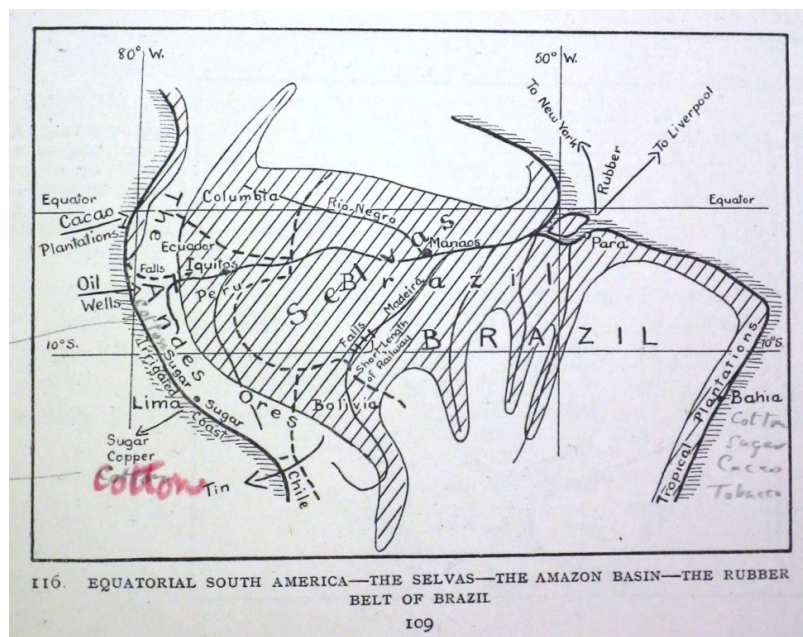 80° W.
50° W.
To New York
To Liverpool
Rubber
Equator
Equator
Cacao
Plantations
The Andes
Columbia
Rio Negro
Ecuador
Manaos
Para
Selvas
Brazil
Falls
Iquitos
Peru
Oil
Wells
Madeira
Falls
Short Length
of Railway
BRAZIL
10° S.
10° S.
Cotton
Sugar
Irrigated
Lima
Sugar
Coast
Ores
Bolivia
Tropical Plantations
Bahia
Cotton
Sugar
Cacao
Tobacco
Sugar
Copper
Cotton
Tin
Chile
116. EQUATORIAL SOUTH AMERICA—THE SELVAS—THE AMAZON BASIN—THE RUBBER
BELT OF BRAZIL
109